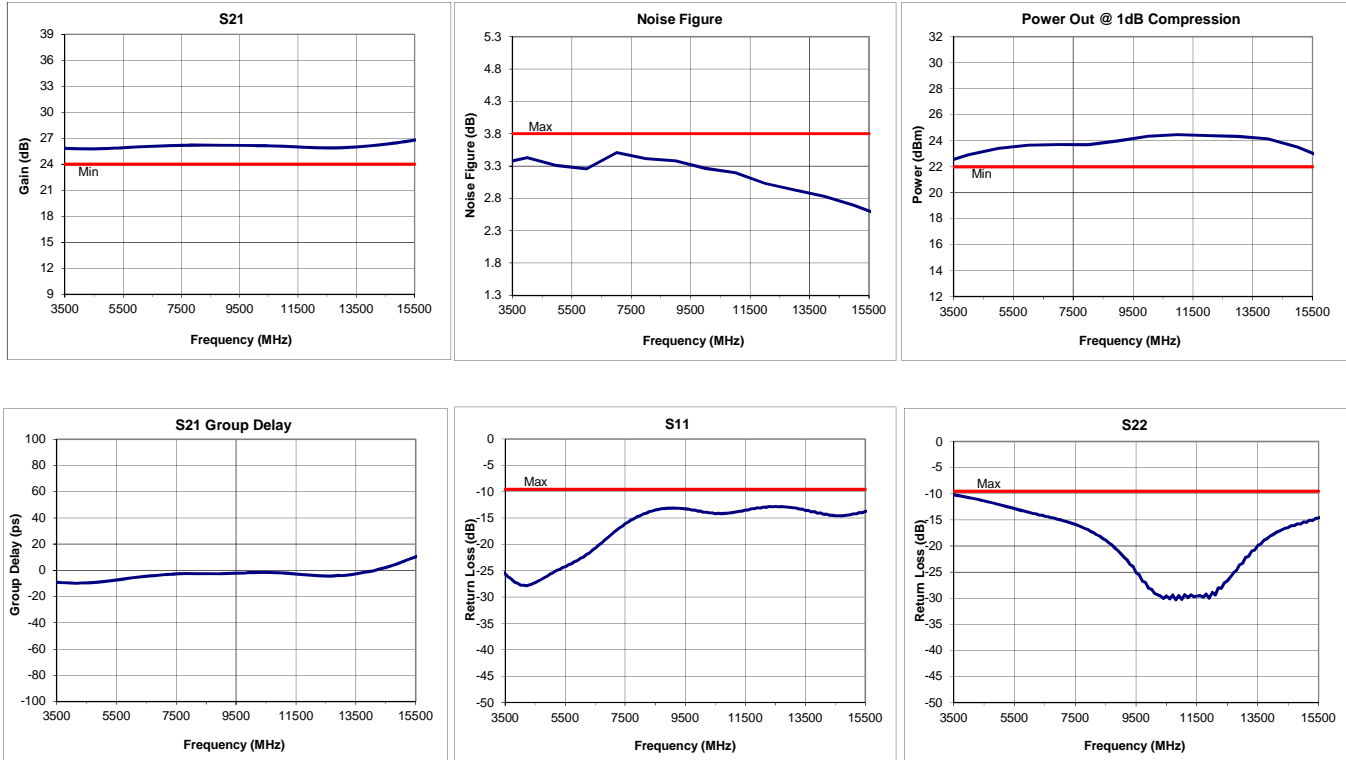 S21
39
36
33
30
27
24
21
18
15
12
9
Gain (dB)
Min
3500 5500 7500 9500 11500 13500 15500
Frequency (MHz)
Noise Figure
5.3
4.8
4.3
3.8
3.3
2.8
2.3
1.8
1.3
Noise Figure (dB)
Max
3500 5500 7500 9500 11500 13500 15500
Frequency (MHz)
Power Out @ 1dB Compression
32
30
28
26
24
22
20
18
16
14
12
Power (dBm)
Min
3500 5500 7500 9500 11500 13500 15500
Frequency (MHz)
S21 Group Delay
100
80
60
40
20
0
-20
-40
-60
-80
-100
Group Delay (ps)
3500 5500 7500 9500 11500 13500 15500
Frequency (MHz)
S11
0
-5
-10
-15
-20
-25
-30
-35
-40
-45
-50
Return Loss (dB)
Max
3500 5500 7500 9500 11500 13500 15500
Frequency (MHz)
S22
0
-5
-10
-15
-20
-25
-30
-35
-40
-45
-50
Return Loss (dB)
Max
3500 5500 7500 9500 11500 13500 15500
Frequency (MHz)